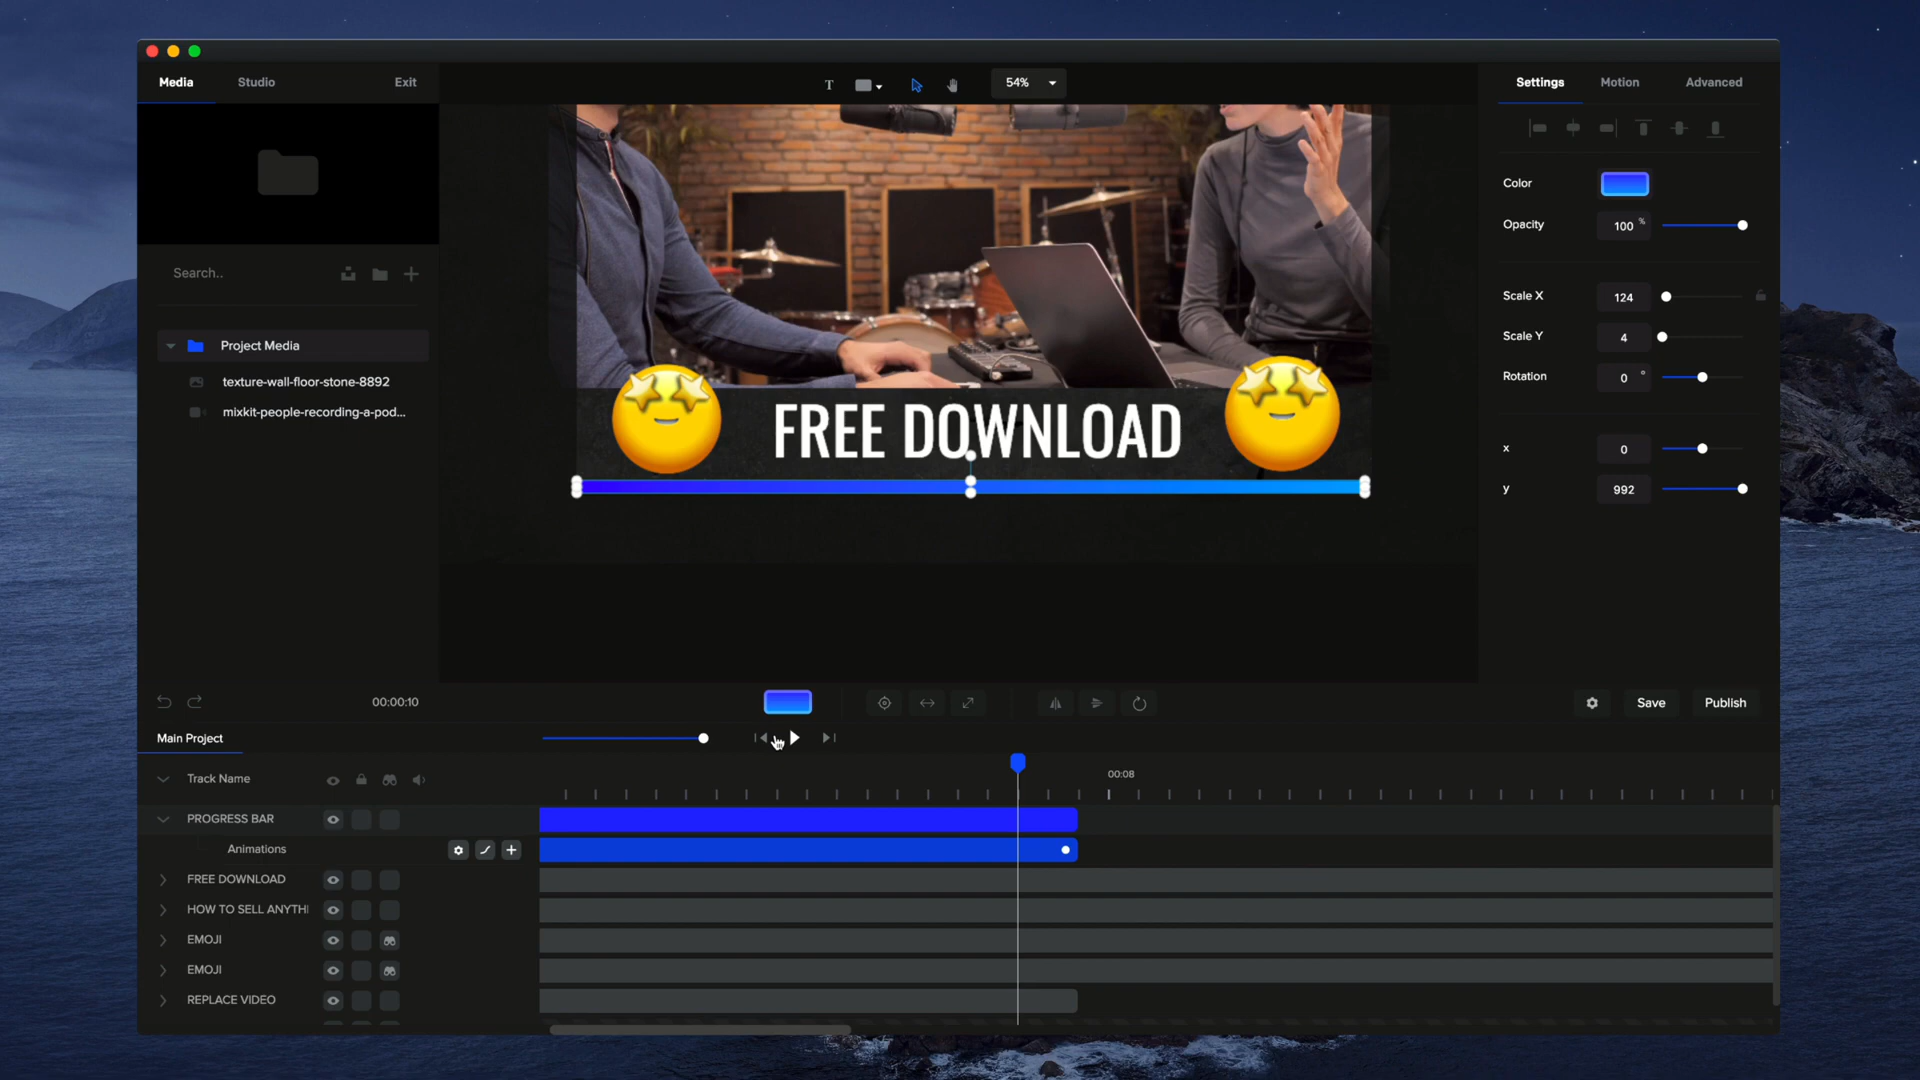 Media
Studio
Exit
T
54%
Settings
Motion
Advanced
Color
Opacity
100 %
Search..
Scale X
124
Scale Y
4
Project Media
Rotation
0 °
texture-wall-floor-stone-8892
mixkit-people-recording-a-pod...
FREE DOWNLOAD
x
0
y
992
00:00:10
Save
Publish
Main Project
Track Name
00:08
PROGRESS BAR
Animations
FREE DOWNLOAD
HOW TO SELL ANYTHI
EMOJI
EMOJI
REPLACE VIDEO